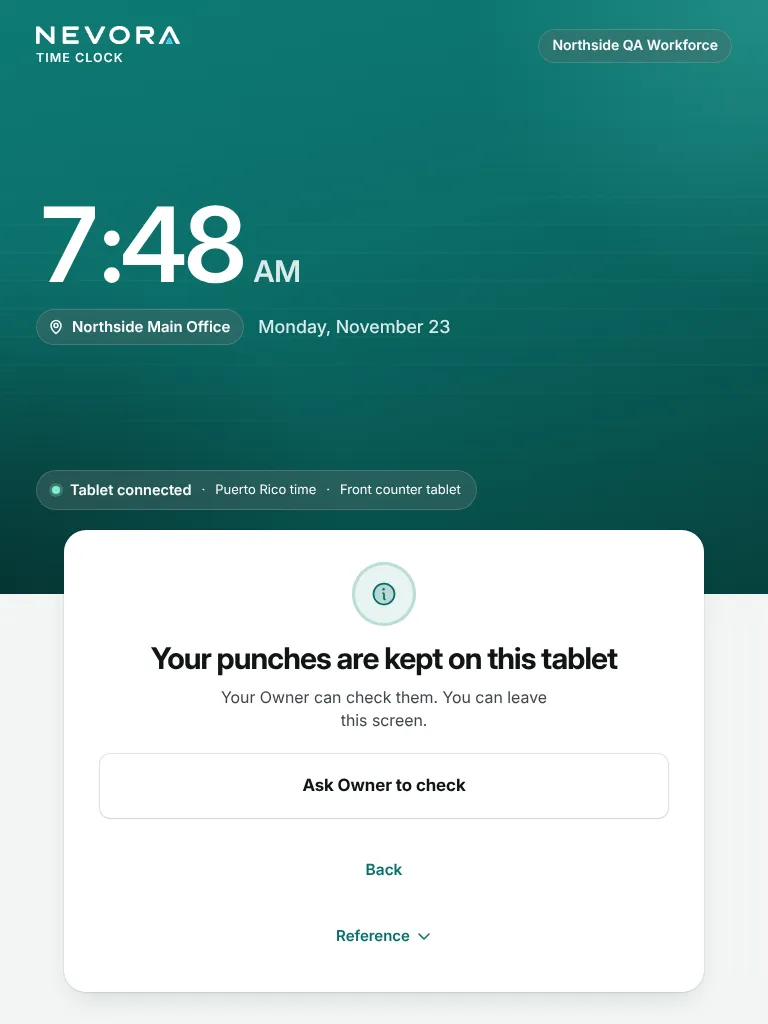 NEVORA
TIME CLOCK
Northside QA Workforce
7:48 AM
Northside Main Office
Monday, November 23
Tablet connected · Puerto Rico time · Front counter tablet
Your punches are kept on this tablet
Your Owner can check them. You can leave
this screen.
Ask Owner to check
Back
Reference